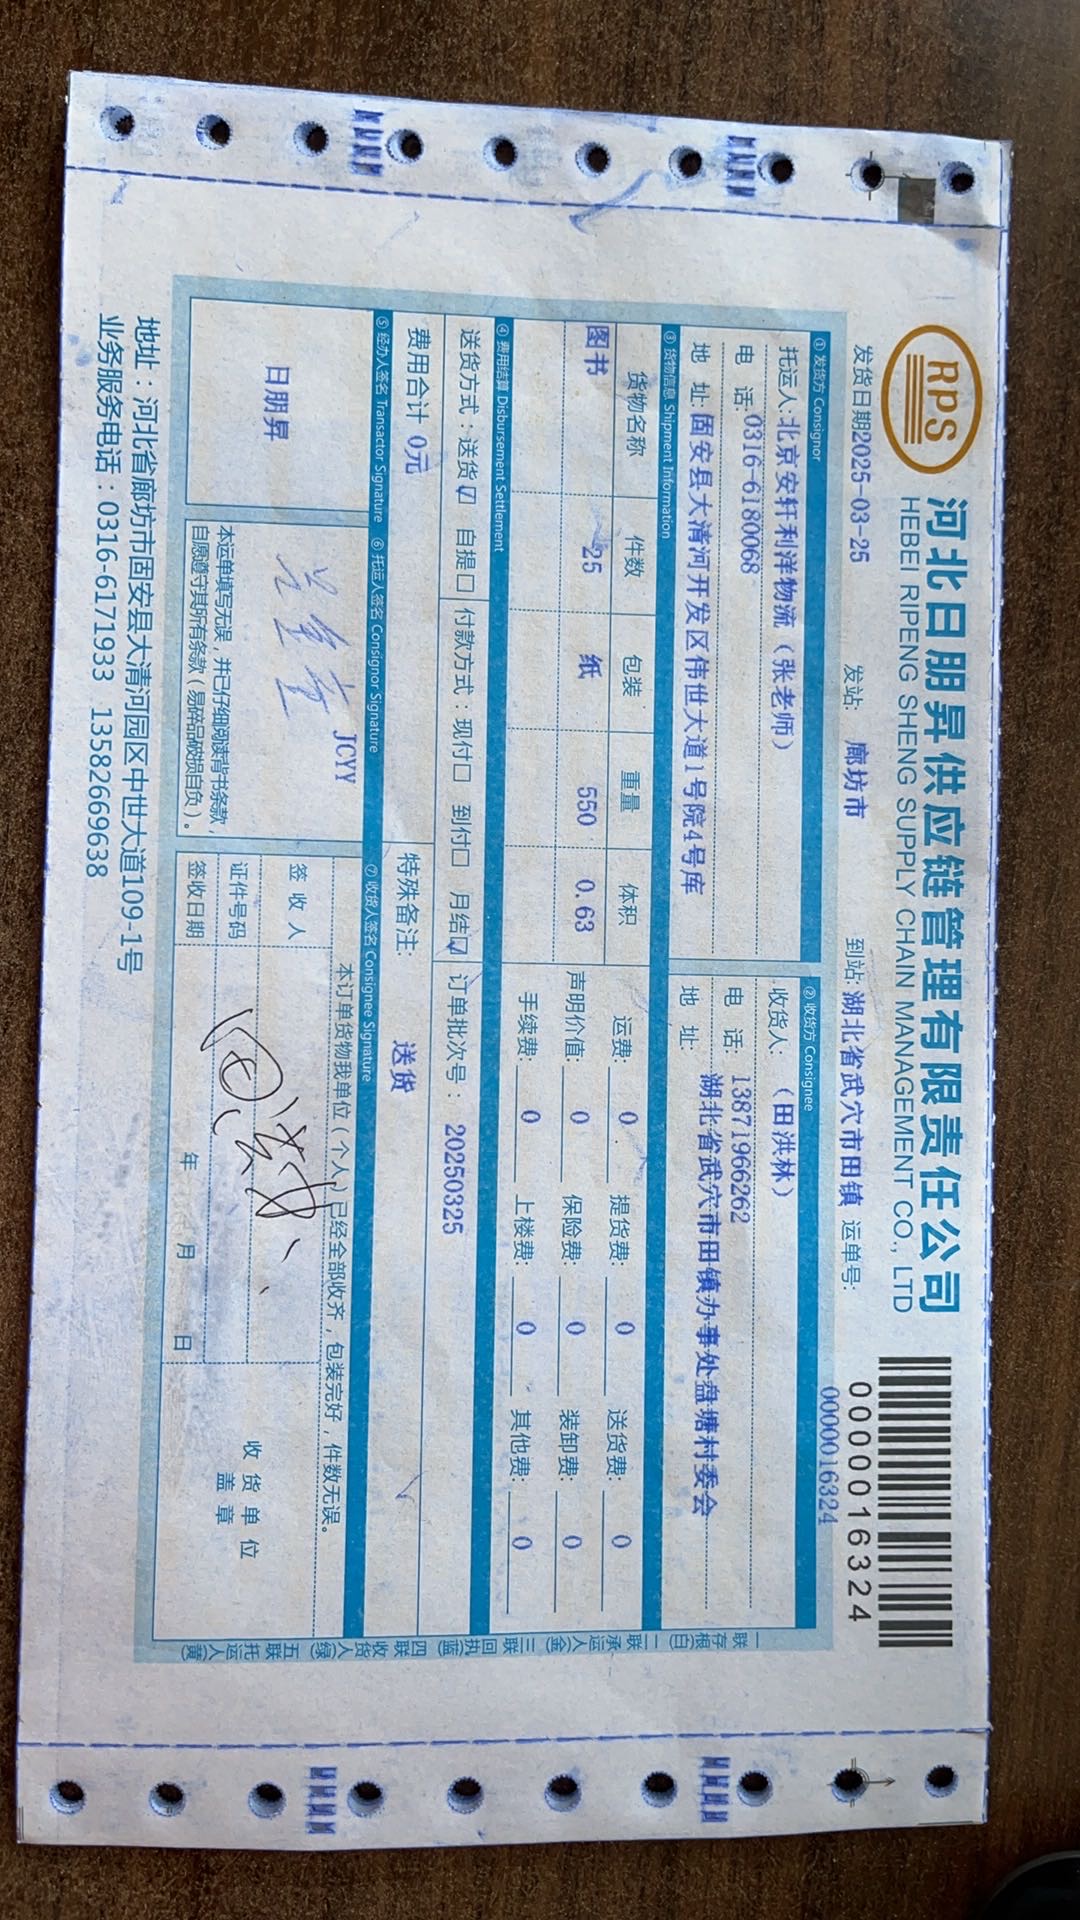 RPS
河北日朋昇供应链管理有限责任公司
HEBEI RIPENG SHENG SUPPLY CHAIN MANAGEMENT CO., LTD
0000016324
0000016324
发货日期2025-03-25 发站: 廊坊市 到站: 湖北省武穴市田镇 运单号:
① 发货方 Consignor
托运人:北京安轩利洋物流（张老师）
电 话:0316-6180068
地 址:固安县大清河开发区伟世大道1号院4号库
② 收货方 Consignee
收货人: （田洪林）
电 话: 13871966262
地 址: 湖北省武穴市田镇办事处盘塘村委会
③ 货物信息 Shipment Information
货物名称 件数 包装 重量 体积
图书 25 纸 550 0.63
运费: 0 提货费: 0 送货费: 0
声明价值: 0 保险费: 0 装卸费: 0
手续费: 0 上楼费: 0 其他费: 0
④ 费用结算 Disbursement Settlement
送货方式：送货☑ 自提☐ 付款方式：现付☐ 到付☐ 月结☑ 订单批次号： 20250325
费用合计 0元 特殊备注: 送货
⑤ 经办人签名 Transactor Signature ⑥ 托运人签名 Consignor Signature ⑦ 收货人签名 Consignee Signature
日朋昇
JCYY
本运单填写无误，并已仔细阅读背书条款，
自愿遵守其所有条款（易碎品破损自负）。
本订单货物我单位（个人）已经全部收齐，包装完好，件数无误。
签 收 人
证件号码
签收日期 年 月 日
收 货 单 位
盖 章
一联存根(白) 二联承运人(金) 三联回执(蓝) 四联收货人(绿) 五联托运人(黄)
地址：河北省廊坊市固安县大清河园区中世大道109-1号
业务服务电话：0316-6171933 13582669638